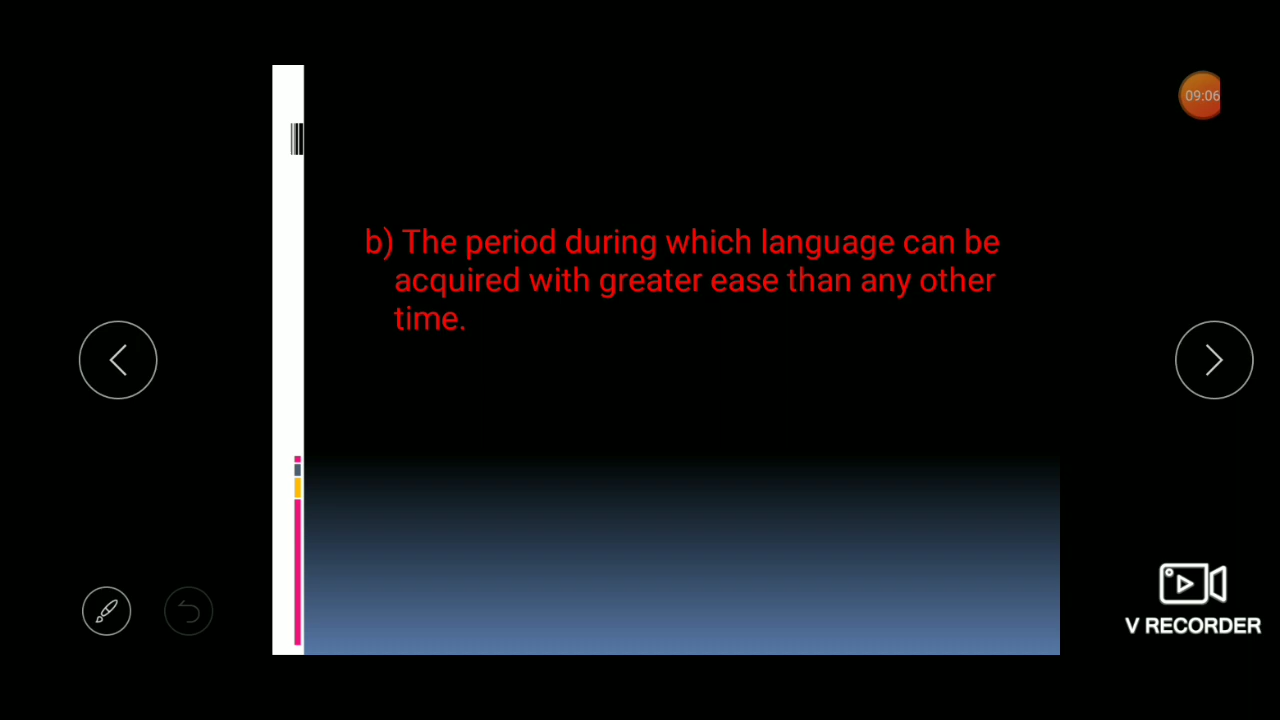 09:06
b) The period during which language can be
acquired with greater ease than any other
time.
V RECORDER